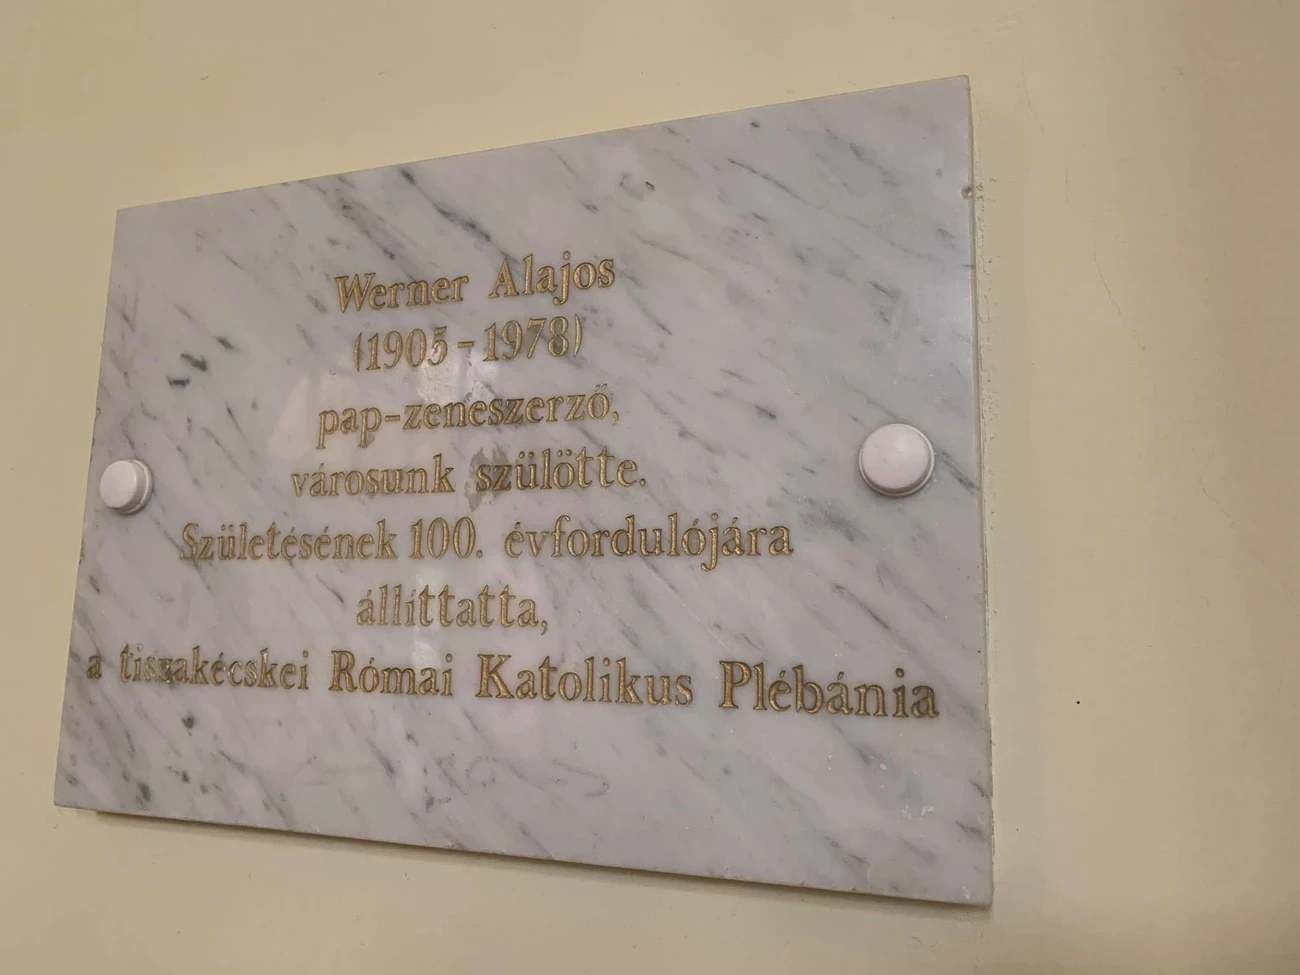 Werner Alajos
(1905-1978)
pap-zeneszerző,
városunk szülötte.
Születésének 100. évfordulójára
állíttatta,
a tiszakécskei Római Katolikus Plébánia